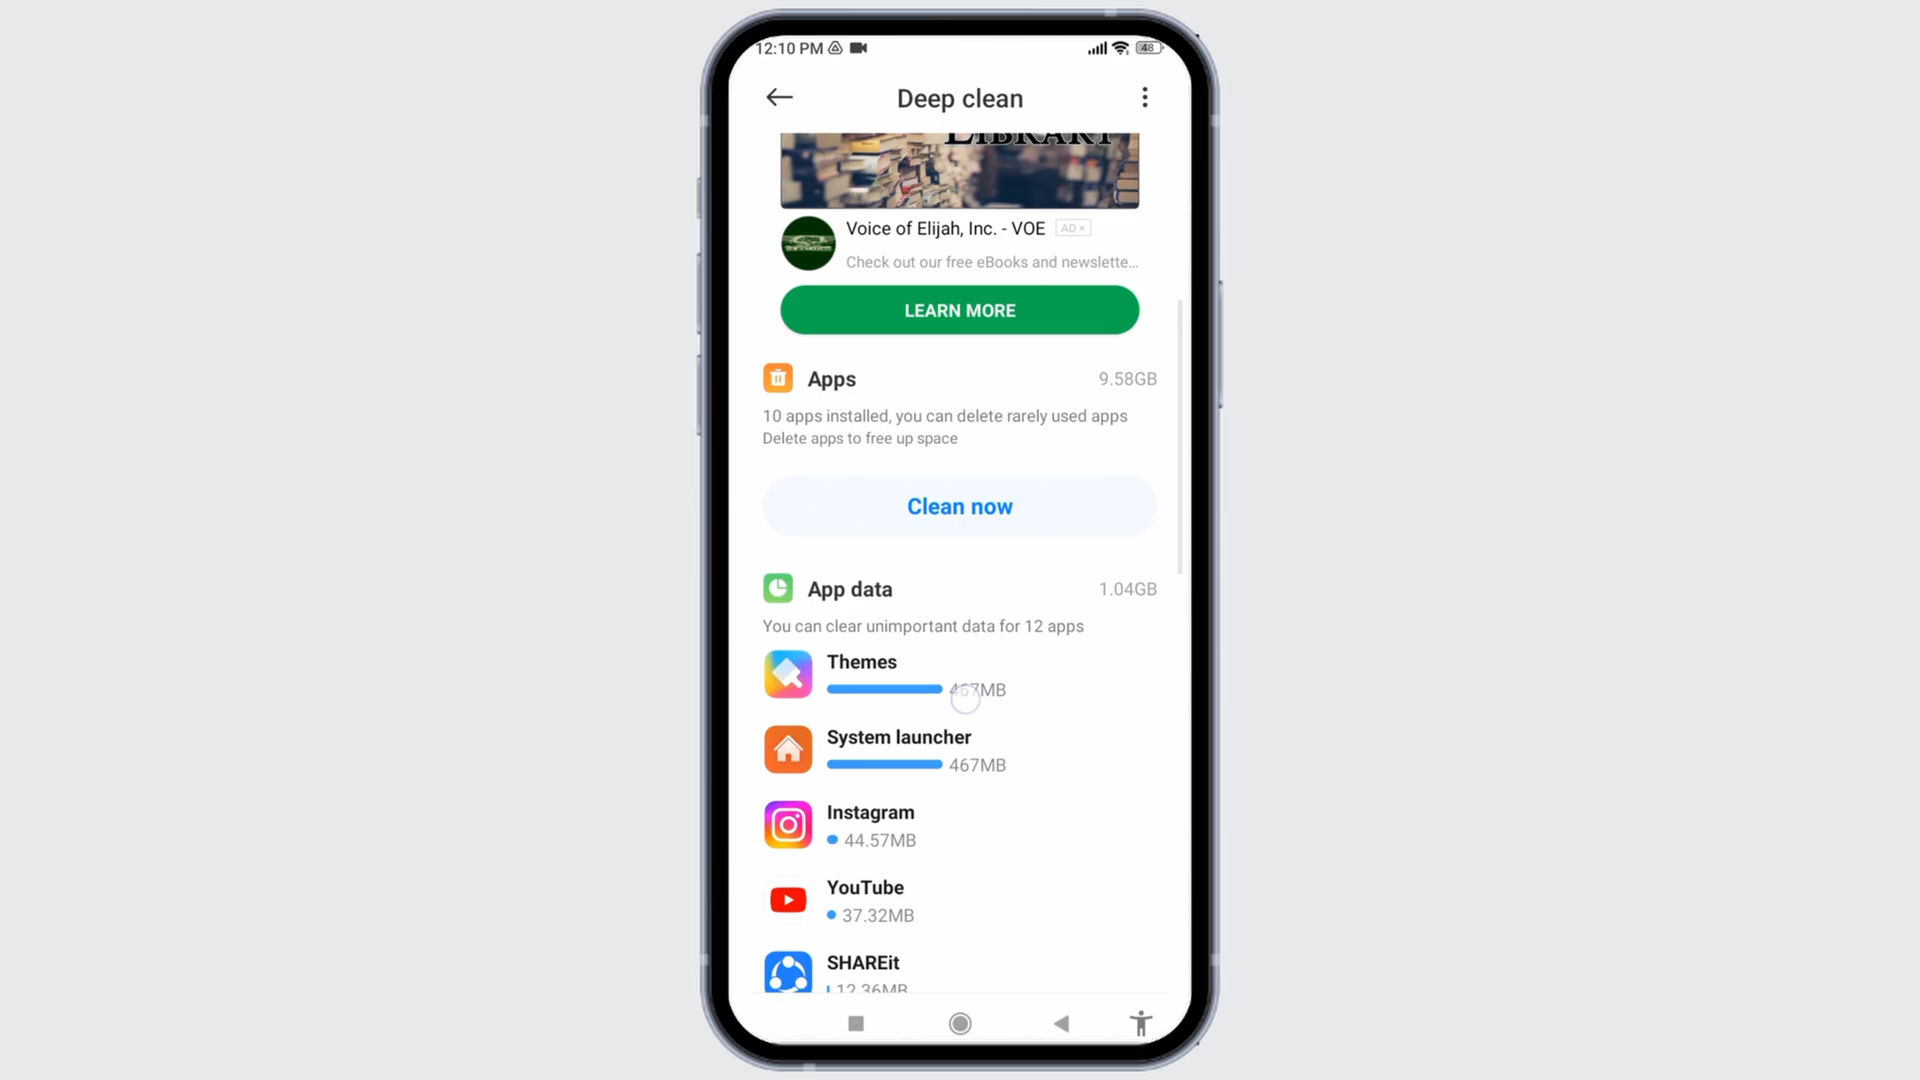 12:10 PM
48
Deep clean
LIBRARY
Voice of Elijah, Inc. - VOE
AD ×
Check out our free eBooks and newslette...
LEARN MORE
Apps
9.58GB
10 apps installed, you can delete rarely used apps
Delete apps to free up space
Clean now
App data
1.04GB
You can clear unimportant data for 12 apps
Themes
467MB
System launcher
467MB
Instagram
44.57MB
YouTube
37.32MB
SHAREit
12.36MB